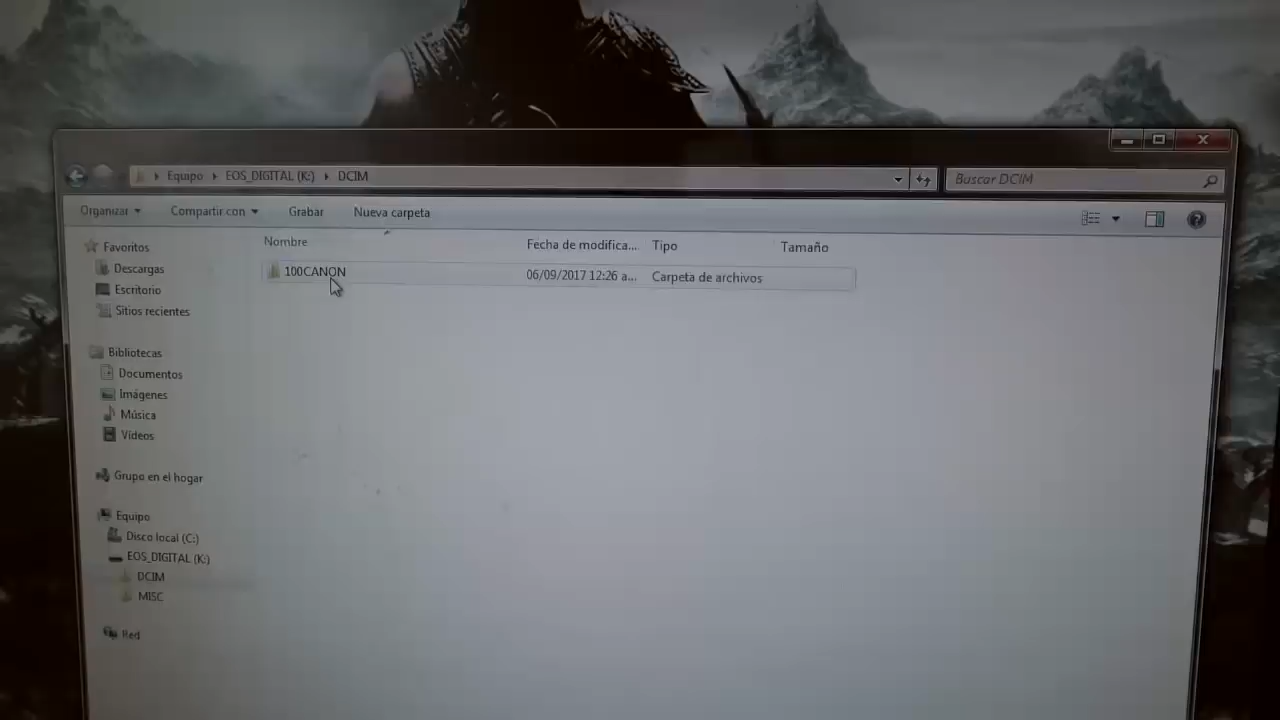 Equipo EOS_DIGITAL (K:) DCIM
Buscar DCIM
Organizar Compartir con Grabar Nueva carpeta
Nombre Fecha de modifica... Tipo Tamaño
100CANON 06/09/2017 12:26 a... Carpeta de archivos
Favoritos
Descargas
Escritorio
Sitios recientes
Bibliotecas
Documentos
Imágenes
Música
Vídeos
Grupo en el hogar
Equipo
Disco local (C:)
EOS_DIGITAL (K:)
DCIM
MISC
Red